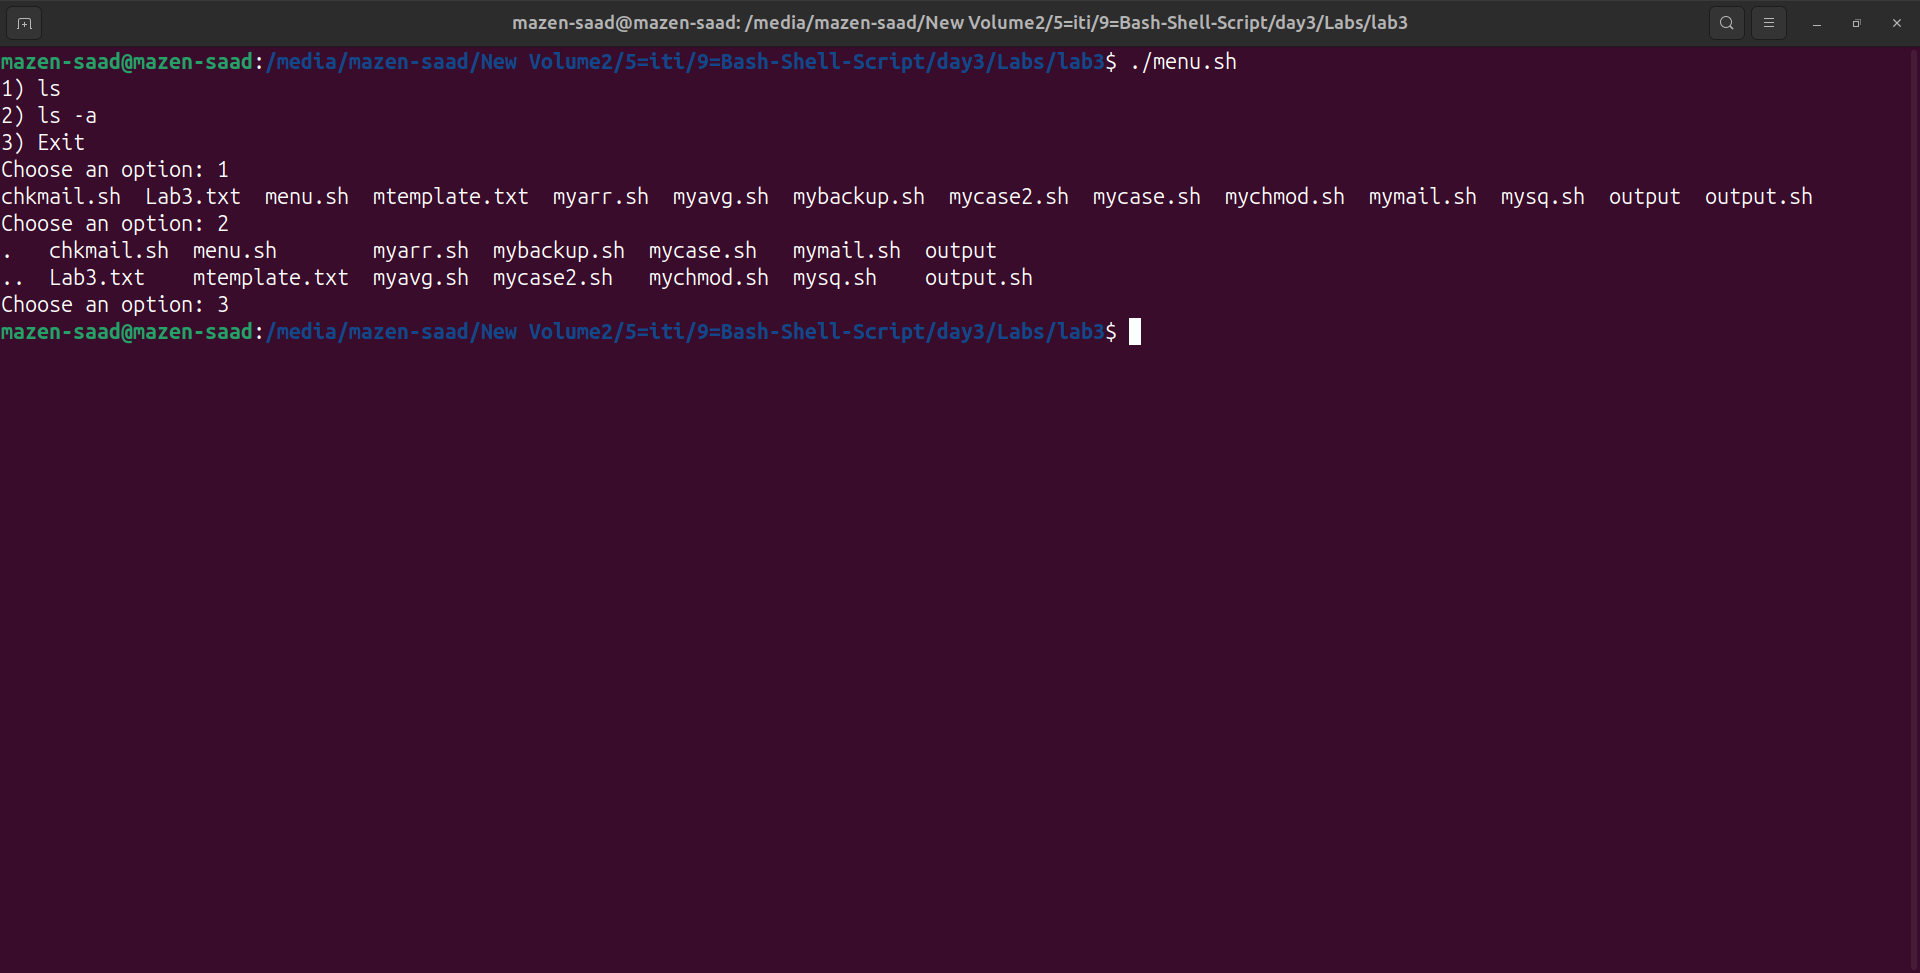 mazen-saad@mazen-saad: /media/mazen-saad/New Volume2/5=iti/9=Bash-Shell-Script/day3/Labs/lab3
mazen-saad@mazen-saad:/media/mazen-saad/New Volume2/5=iti/9=Bash-Shell-Script/day3/Labs/lab3$ ./menu.sh
1) ls
2) ls -a
3) Exit
Choose an option: 1
chkmail.sh  Lab3.txt  menu.sh  mtemplate.txt  myarr.sh  myavg.sh  mybackup.sh  mycase2.sh  mycase.sh  mychmod.sh  mymail.sh  mysq.sh  output  output.sh
Choose an option: 2
.   chkmail.sh  menu.sh        myarr.sh  mybackup.sh  mycase.sh   mymail.sh  output
..  Lab3.txt    mtemplate.txt  myavg.sh  mycase2.sh   mychmod.sh  mysq.sh    output.sh
Choose an option: 3
mazen-saad@mazen-saad:/media/mazen-saad/New Volume2/5=iti/9=Bash-Shell-Script/day3/Labs/lab3$